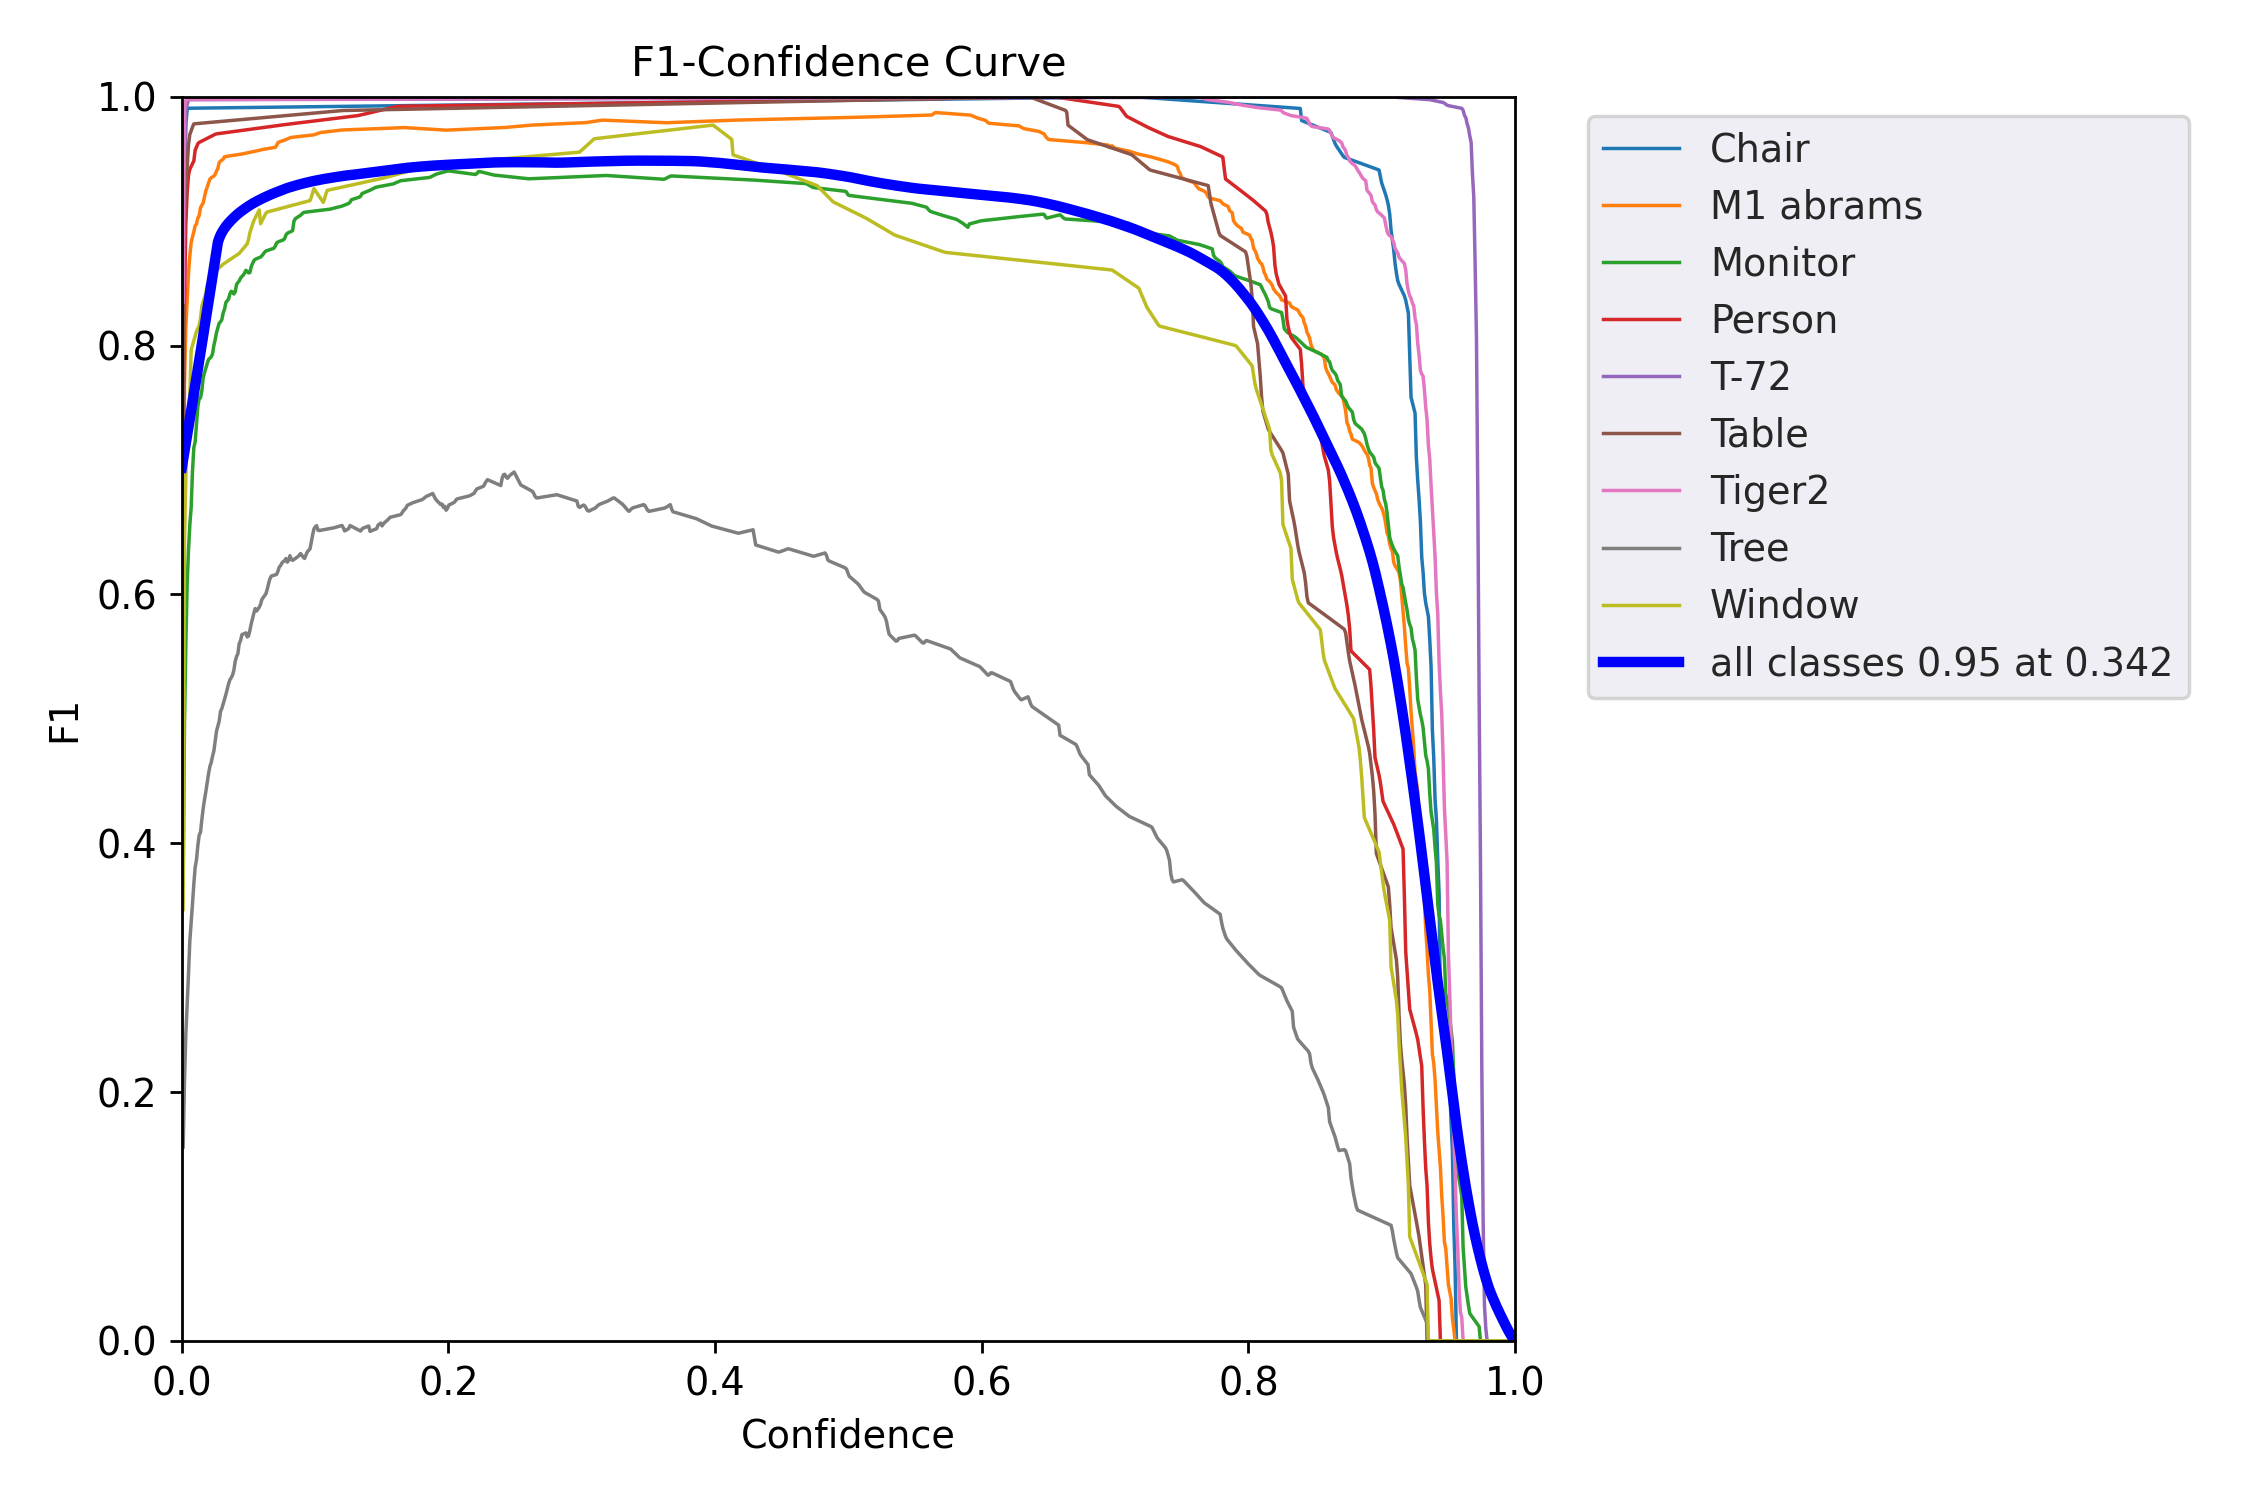 F1-Confidence Curve
1.0
0.8
0.6
0.4
0.2
0.0
F1
0.0 0.2 0.4 0.6 0.8 1.0
Confidence
Chair
M1 abrams
Monitor
Person
T-72
Table
Tiger2
Tree
Window
all classes 0.95 at 0.342